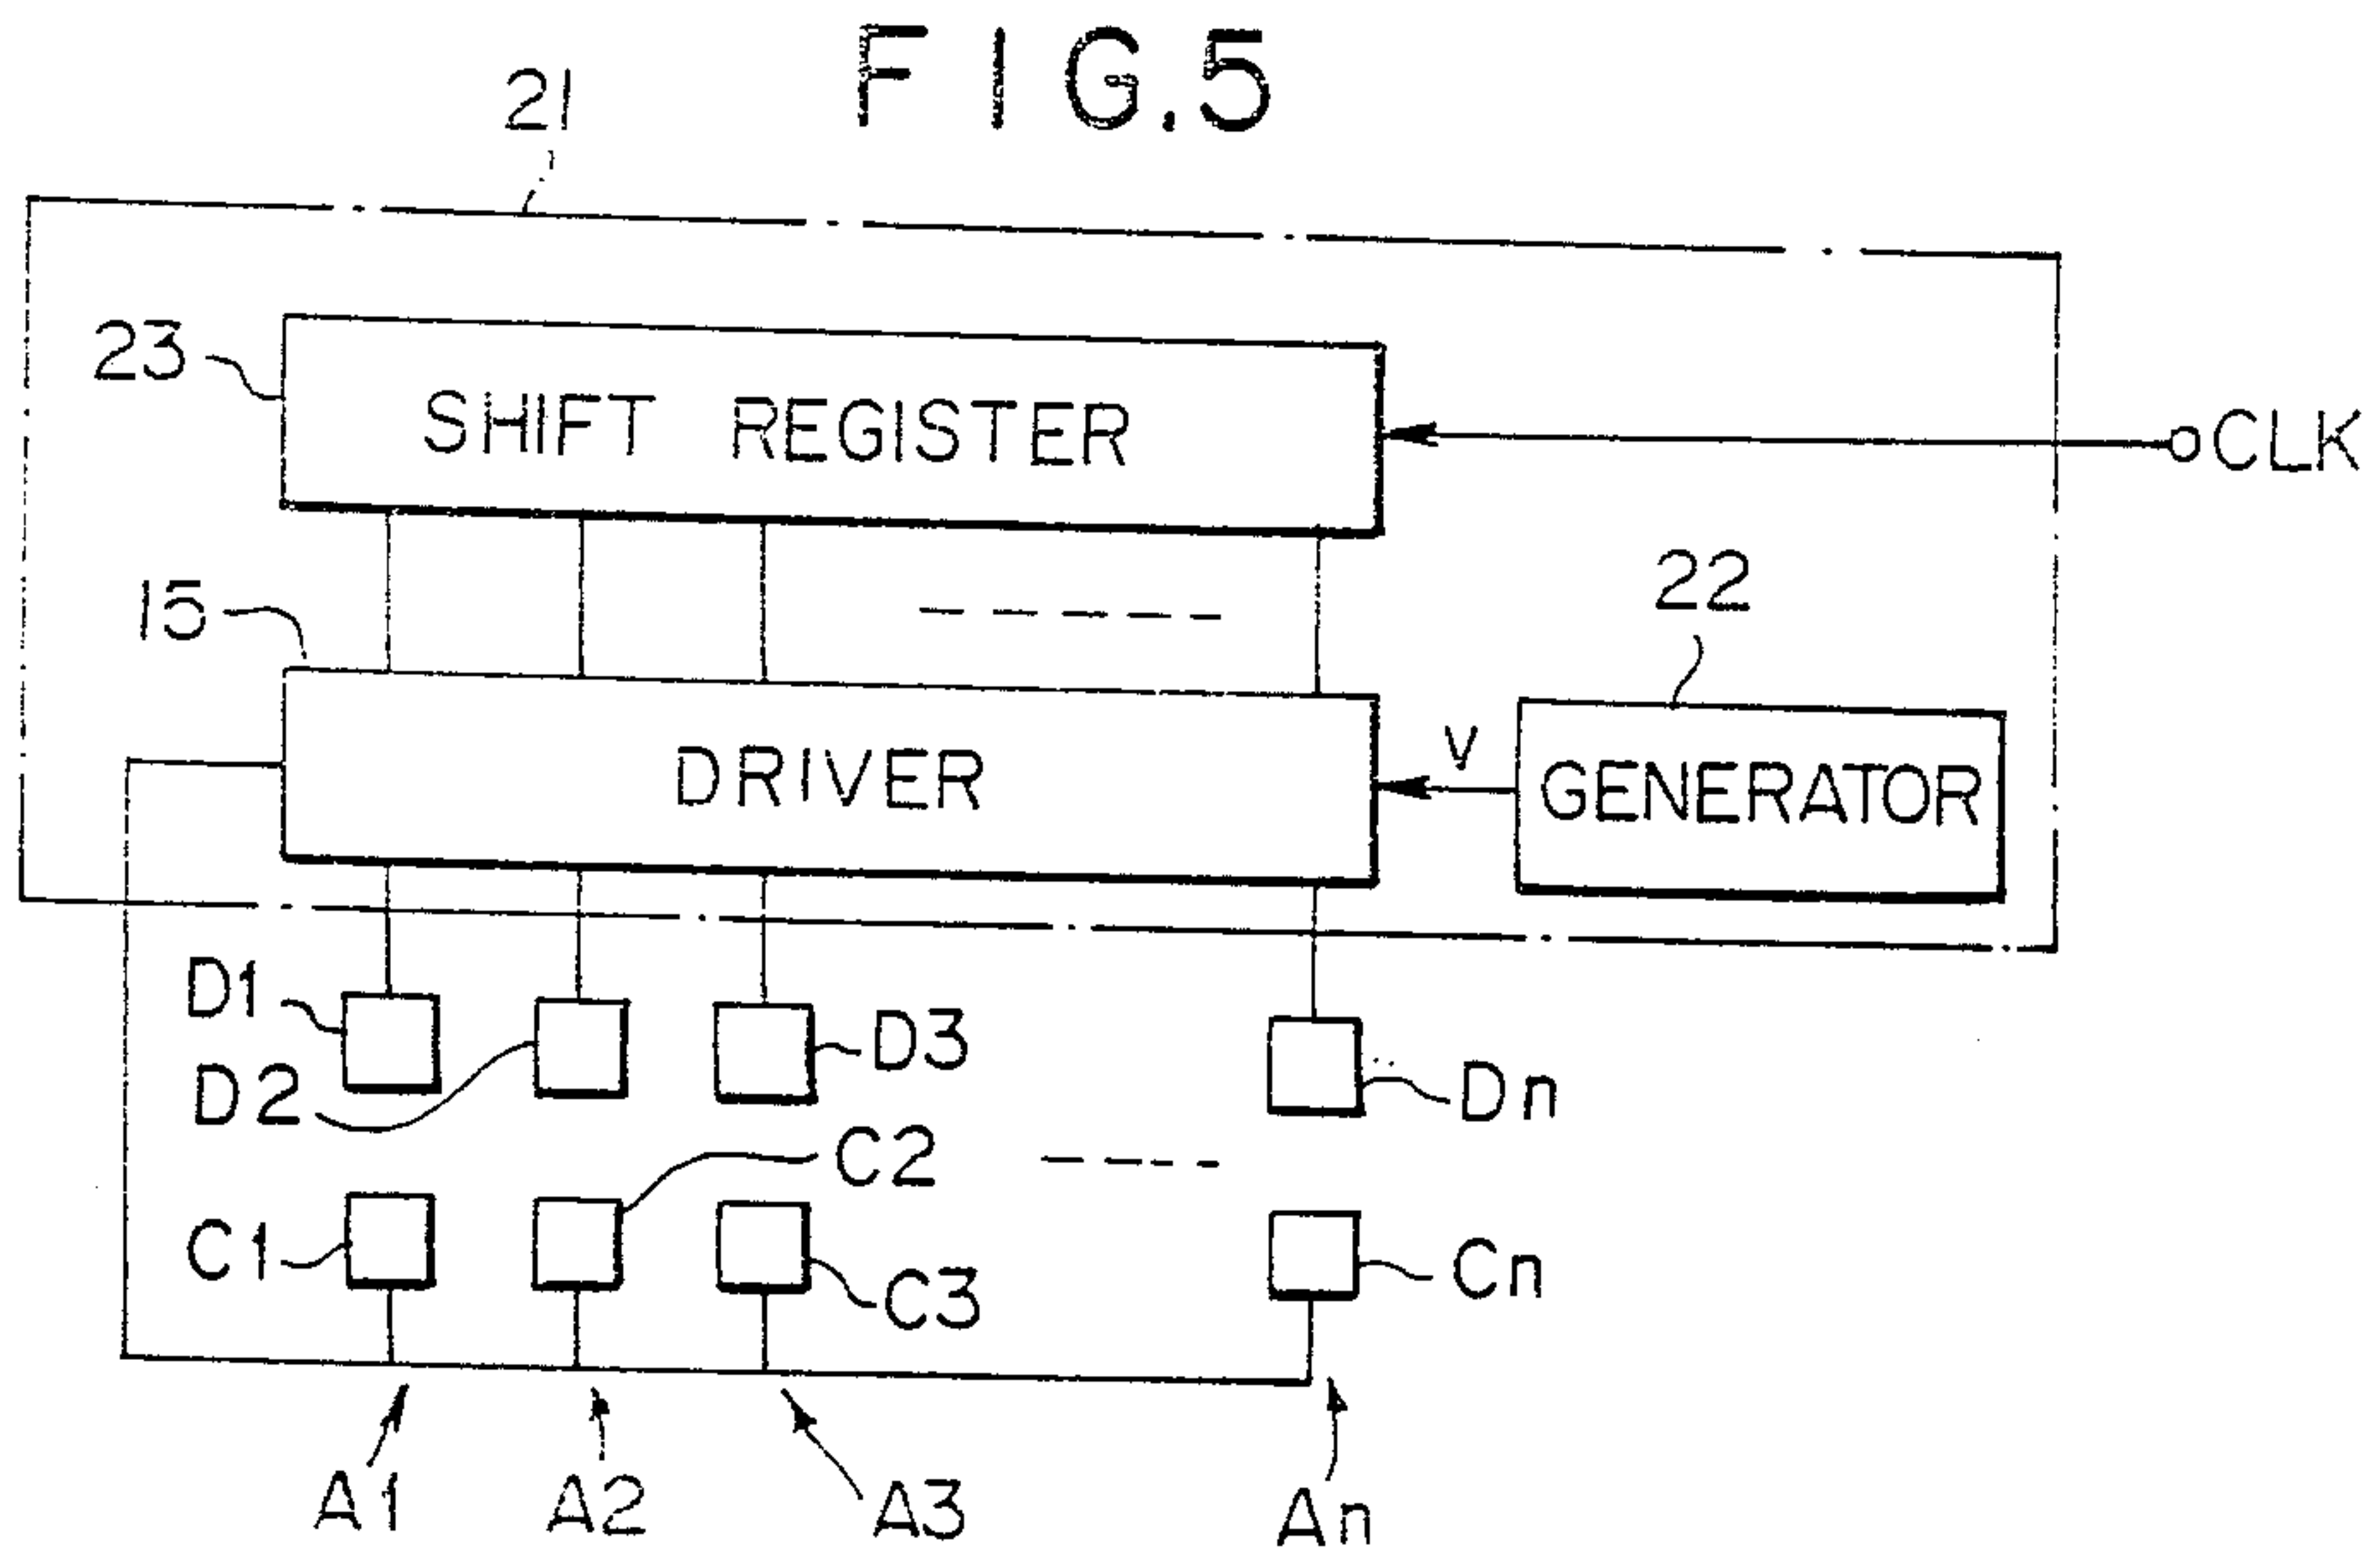 FIG.5
21
23
SHIFT REGISTER
CLK
15
22
DRIVER
V
GENERATOR
D1
D2
D3
Dn
C2
C1
C3
Cn
A1
A2
A3
An